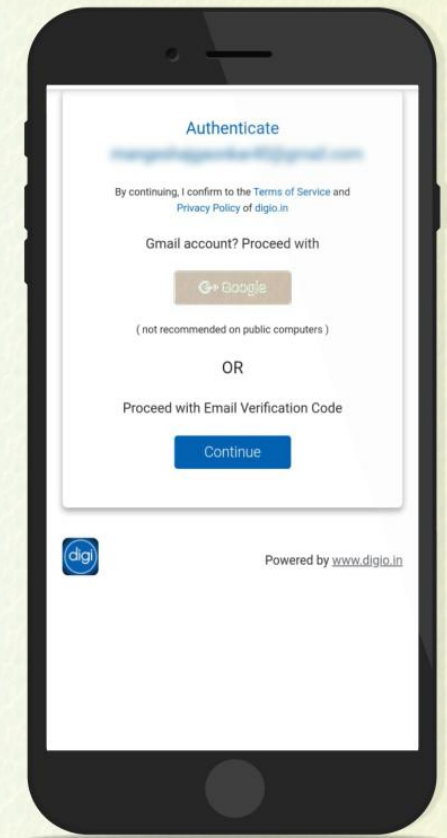 Authenticate
By continuing, I confirm to the Terms of Service and
Privacy Policy of digio.in
Gmail account? Proceed with
G+ Google
( not recommended on public computers )
OR
Proceed with Email Verification Code
Continue
digi
Powered by www.digio.in